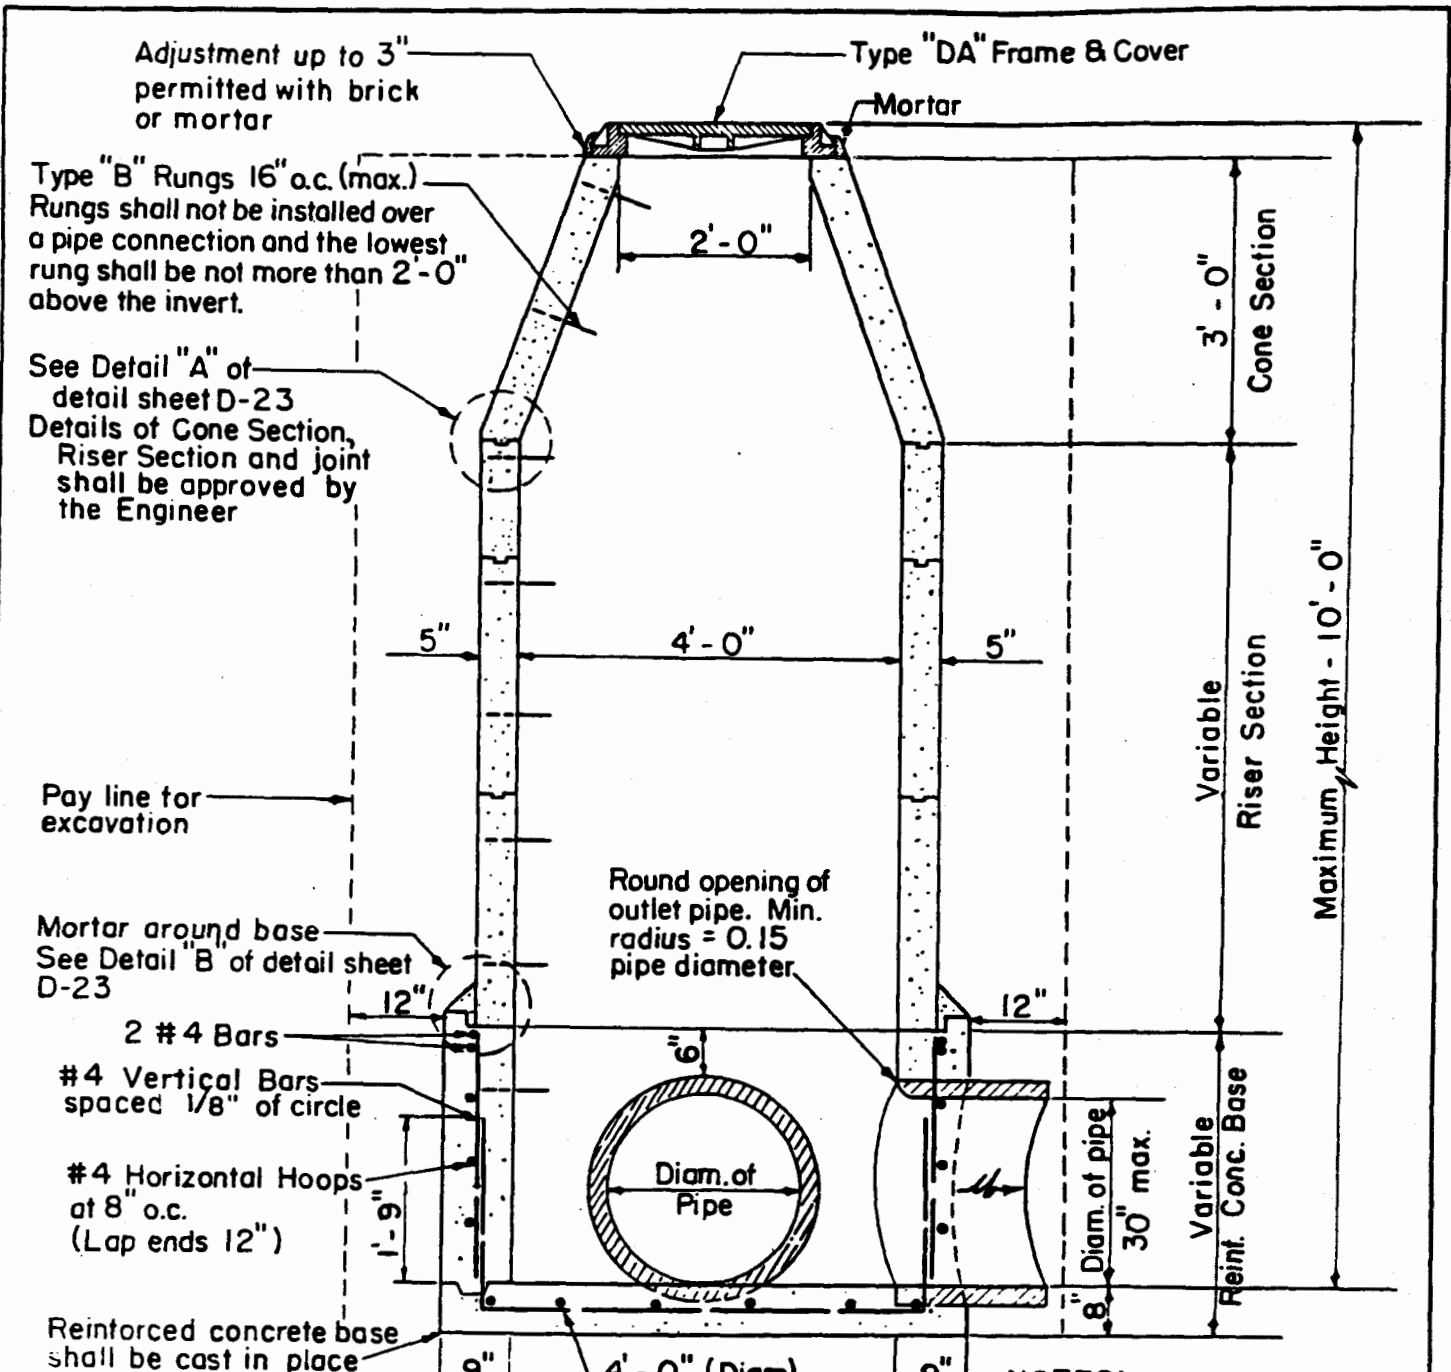 Adjustment up to 3"
permitted with brick
or mortar
Type "DA" Frame & Cover
Mortar
Type "B" Rungs 16" o.c. (max.)
Rungs shall not be installed over
a pipe connection and the lowest
rung shall be not more than 2'-0"
above the invert.
2'-0"
3'-0"
Cone Section
See Detail "A" of
detail sheet D-23
Details of Cone Section,
Riser Section and joint
shall be approved by
the Engineer
5"
4'-0"
5"
Variable
Riser Section
Maximum Height - 10'-0"
Pay line for
excavation
Round opening of
outlet pipe. Min.
radius = 0.15
pipe diameter
Mortar around base
See Detail "B" of detail sheet
D-23
12"
12"
2 #4 Bars
6"
#4 Vertical Bars
spaced 1/8" of circle
#4 Horizontal Hoops
at 8" o.c.
(Lap ends 12")
1'-9"
Diam. of
Pipe
Diam. of pipe
30" max.
Variable
Reinf. Conc. Base
8"
Reinforced concrete base
shall be cast in place
9"
4'-0" (Diam)
9"